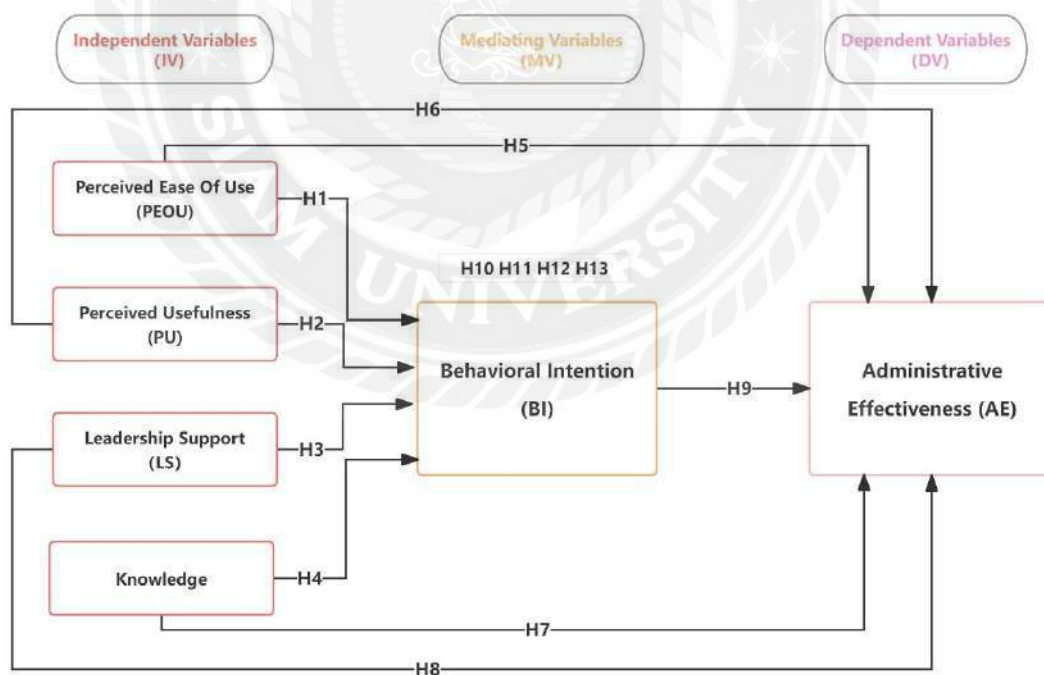 Independent Variables
(IV)
Mediating Variables
(MV)
Dependent Variables
(DV)
H6
H5
Perceived Ease Of Use
(PEOU)
H1
H10 H11 H12 H13
Perceived Usefulness
(PU)
H2
Behavioral Intention
(BI)
H9
Administrative
Effectiveness (AE)
Leadership Support
(LS)
H3
Knowledge
H4
H7
H8
SIAM UNIVERSITY